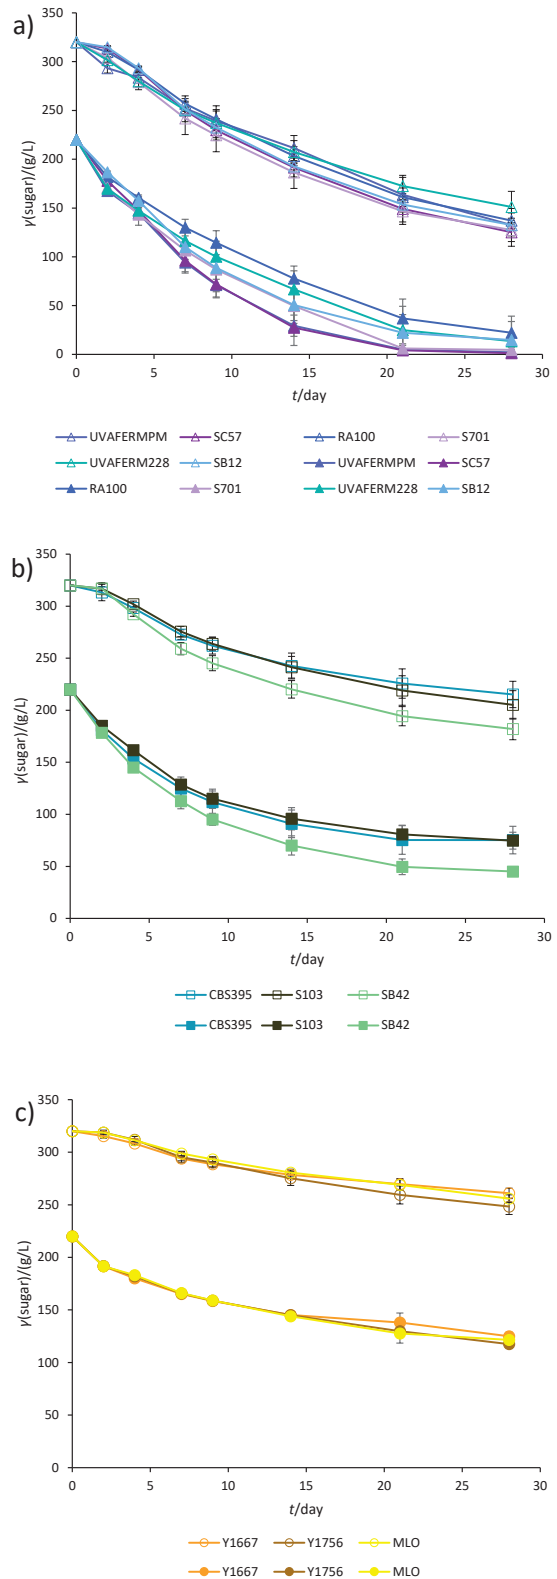 a)
350
300
250
200
150
100
50
0
γ(sugar)/(g/L)
0 5 10 15 20 25 30
t/day
UVAFERMPM SC57 RA100 S701
UVAFERM228 SB12 UVAFERMPM SC57
RA100 S701 UVAFERM228 SB12
b)
350
300
250
200
150
100
50
0
γ(sugar)/(g/L)
0 5 10 15 20 25 30
t/day
CBS395 S103 SB42
CBS395 S103 SB42
c)
350
300
250
200
150
100
50
0
γ(sugar)/(g/L)
0 5 10 15 20 25 30
t/day
Y1667 Y1756 MLO
Y1667 Y1756 MLO